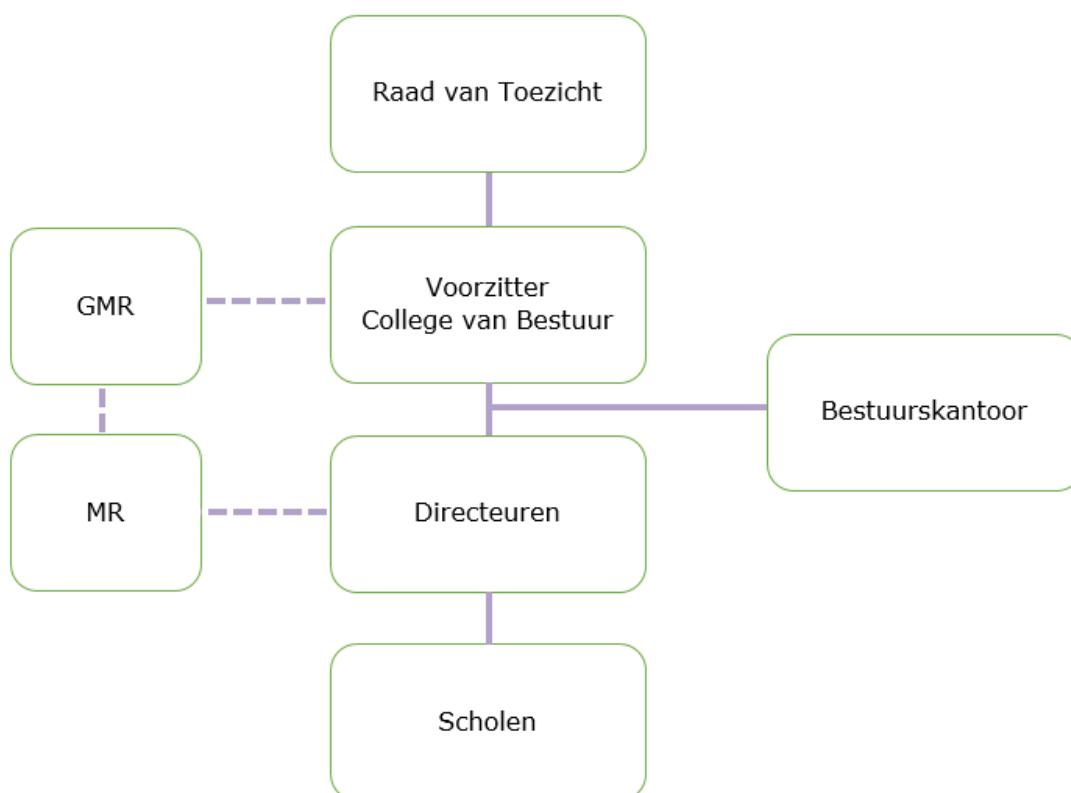 Raad van Toezicht
GMR
Voorzitter
College van Bestuur
Bestuurskantoor
MR
Directeuren
Scholen